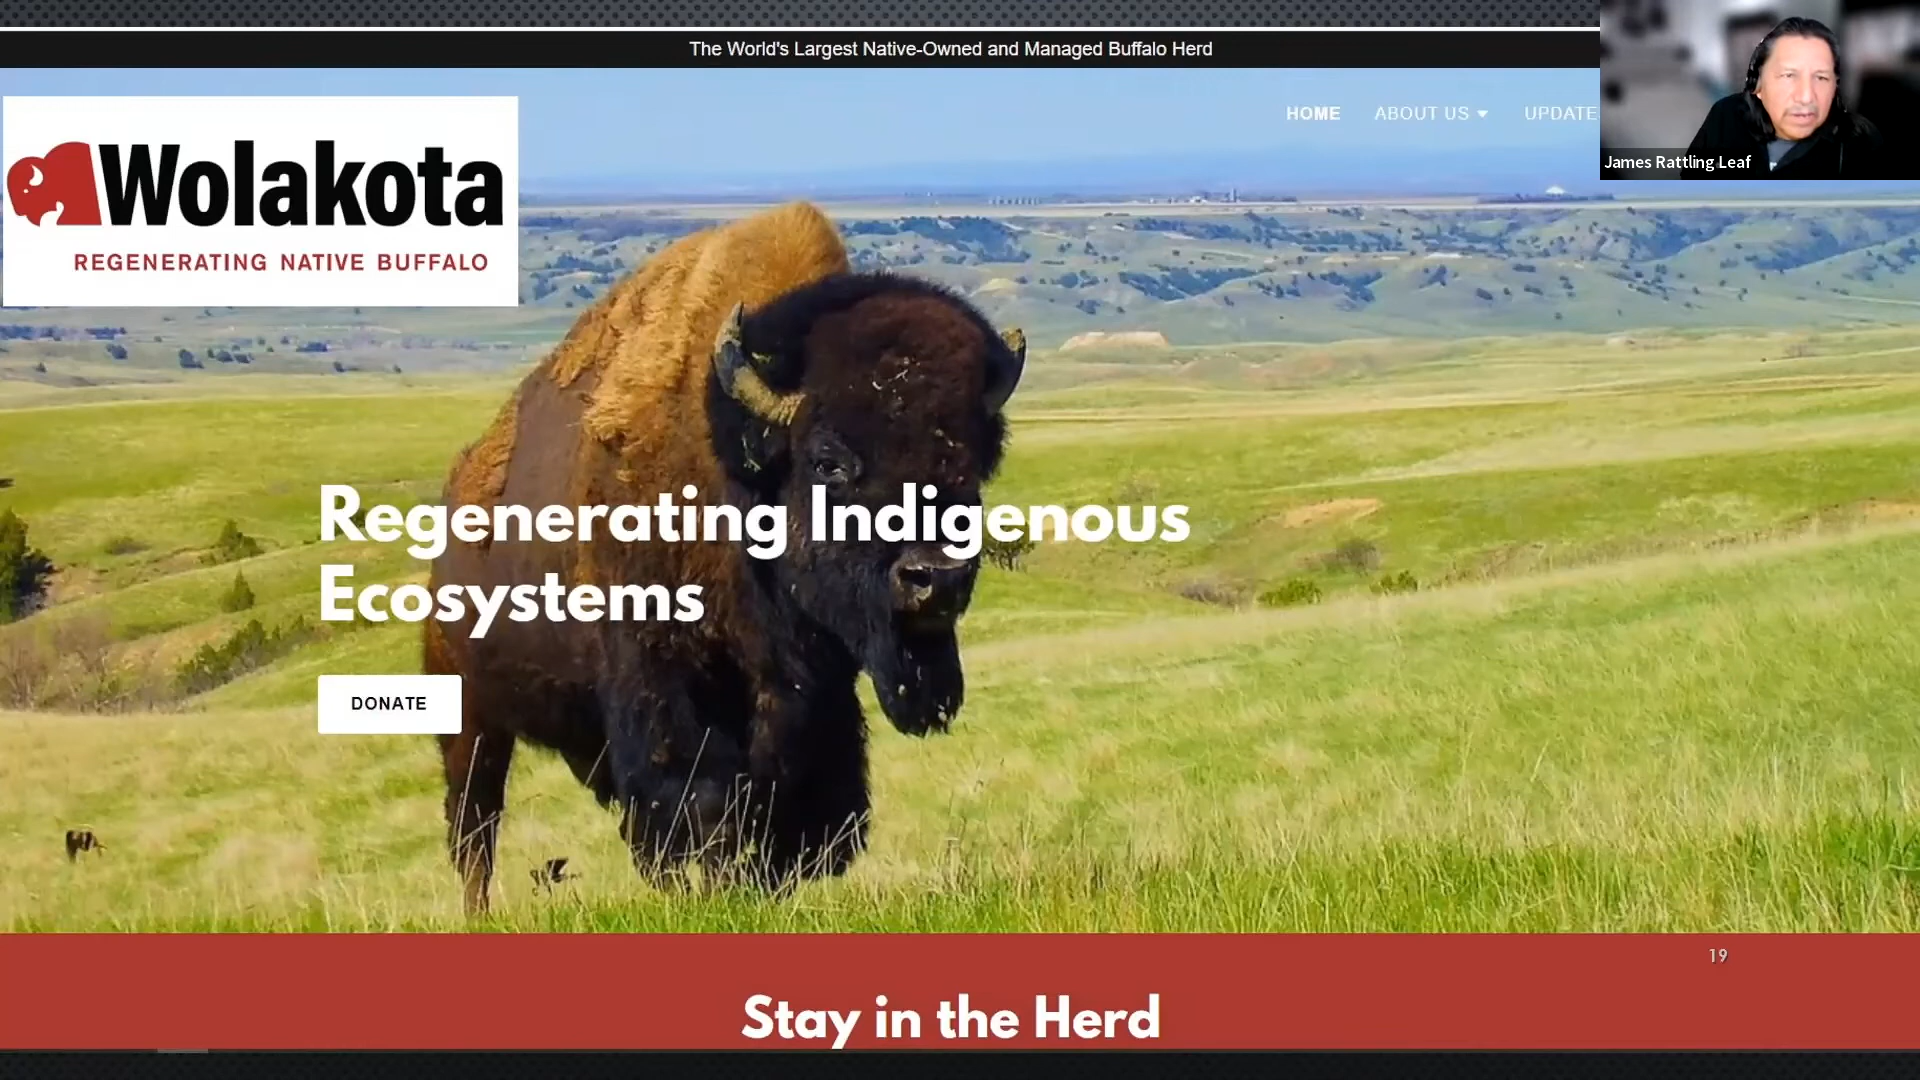 The World's Largest Native-Owned and Managed Buffalo Herd
HOME ABOUT US UPDATE
James Rattling Leaf
Wolakota
REGENERATING NATIVE BUFFALO
Regenerating Indigenous
Ecosystems
DONATE
19
Stay in the Herd